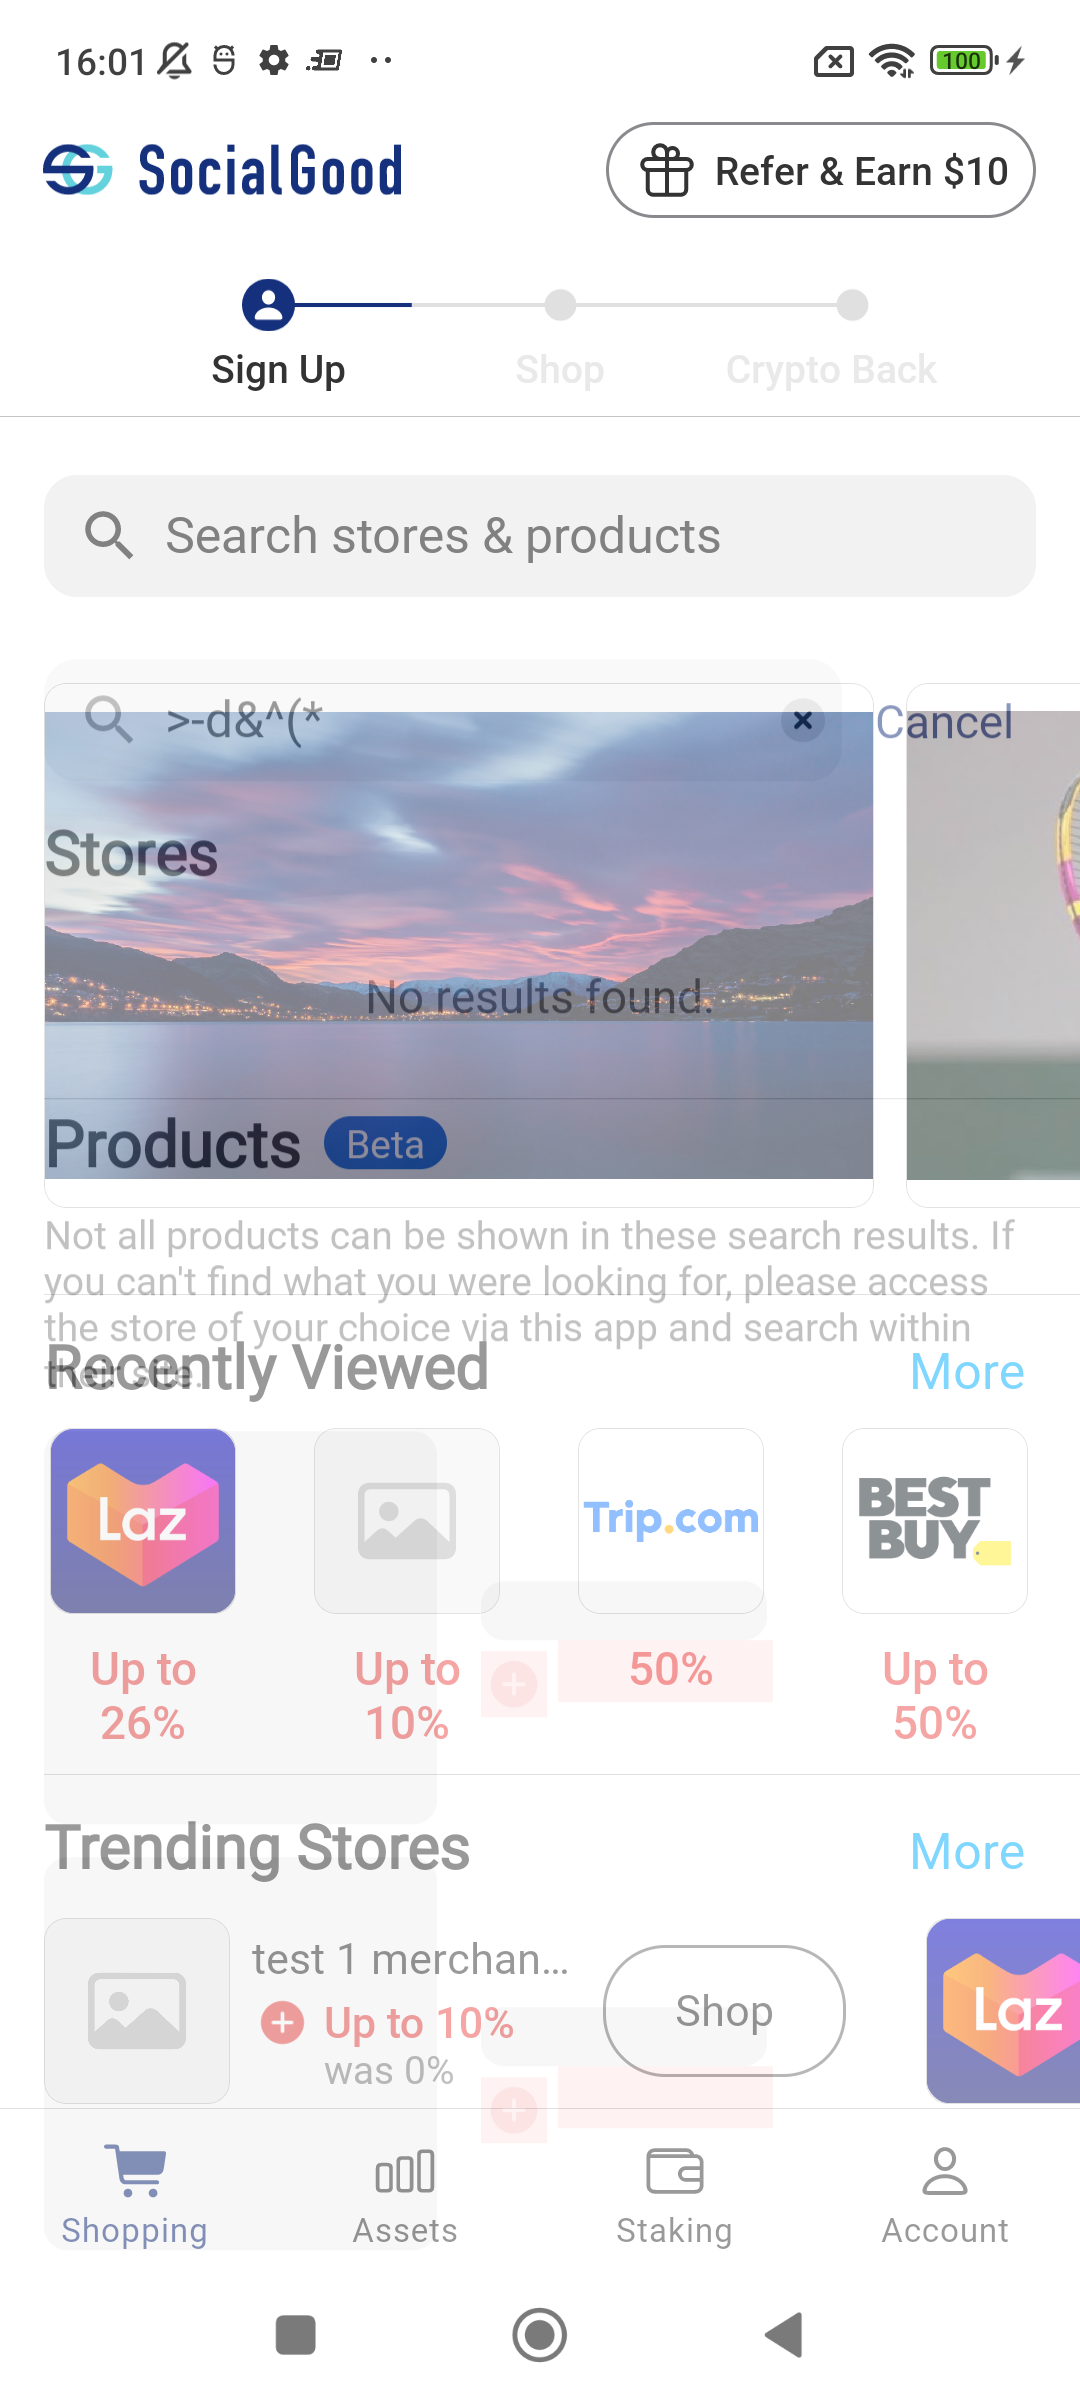 16:01
100
SocialGood
Refer & Earn $10
Sign Up
Shop
Crypto Back
Search stores & products
>-d&^(*
Cancel
Stores
No results found.
Products
Beta
Not all products can be shown in these search results. If
you can't find what you were looking for, please access
the store of your choice via this app and search within
their site.
Recently Viewed
More
Laz
Trip.com
BEST
BUY
Up to
26%
Up to
10%
50%
Up to
50%
Trending Stores
More
test 1 merchan...
Up to 10%
was 0%
Shop
Laz
Shopping
Assets
Staking
Account